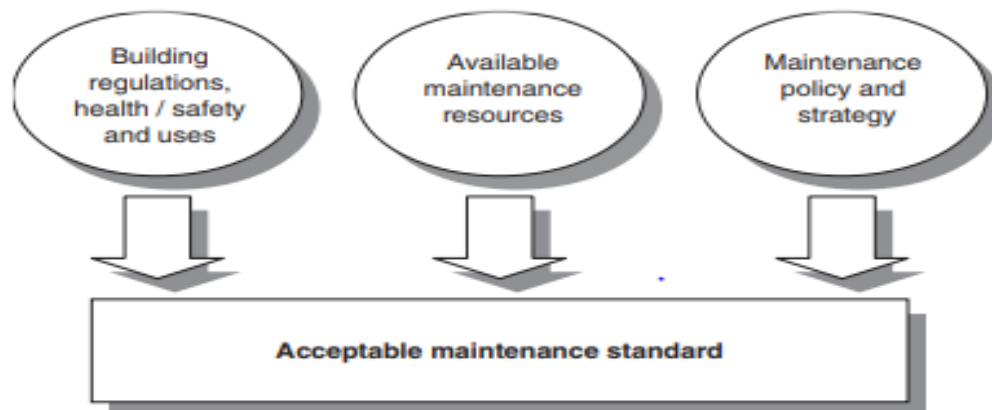 Building
regulations,
health / safety
and uses
Available
maintenance
resources
Maintenance
policy and
strategy
Acceptable maintenance standard